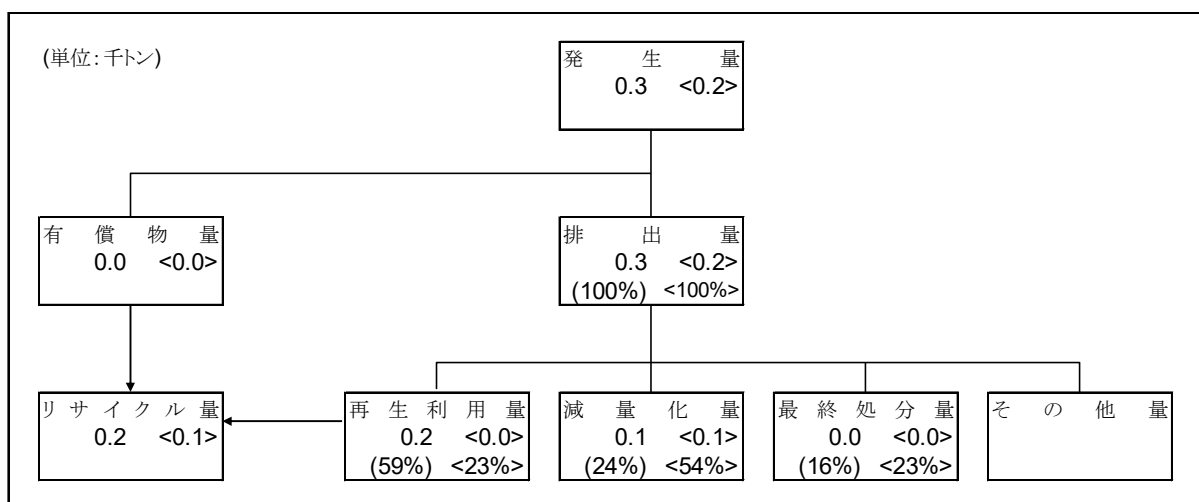 (単位:千トン)
発生量
0.3 <0.2>
有償物量
0.0 <0.0>
排出量
0.3 <0.2>
(100%) <100%>
リサイクル量
0.2 <0.1>
再生利用量
0.2 <0.0>
(59%) <23%>
減量化量
0.1 <0.1>
(24%) <54%>
最終処分量
0.0 <0.0>
(16%) <23%>
その他量